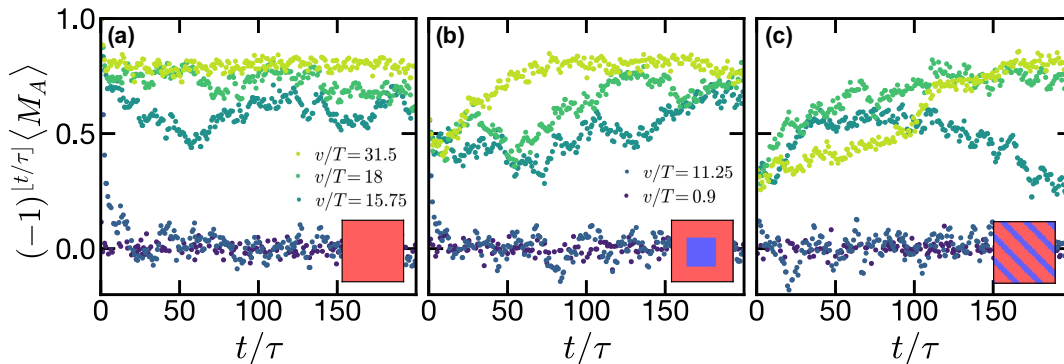 (a) (b) (c)
1.0
0.5
0.0
(−1)^{⌊t/τ⌋}⟨M_A⟩
v/T = 31.5
v/T = 18
v/T = 15.75
v/T = 11.25
v/T = 0.9
0 50 100 150 0 50 100 150 0 50 100 150
t/τ t/τ t/τ